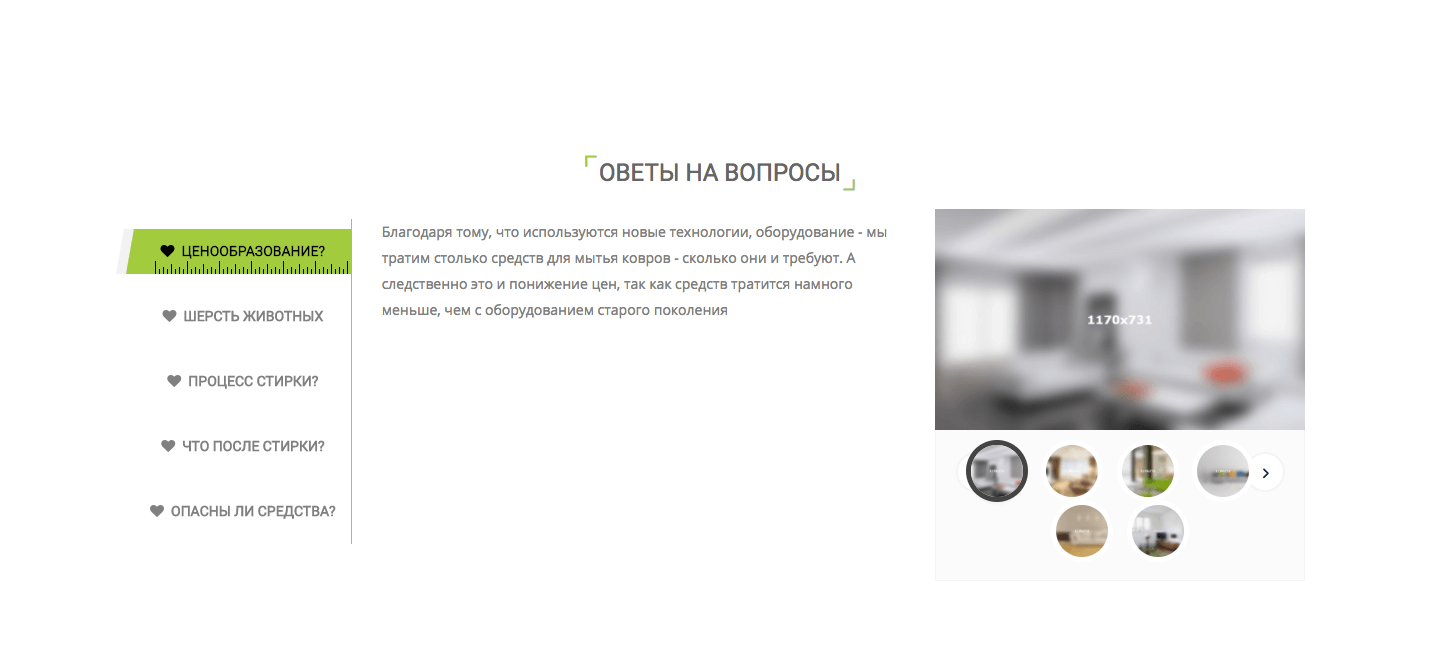 ОВЕТЫ НА ВОПРОСЫ
ЦЕНООБРАЗОВАНИЕ?
ШЕРСТЬ ЖИВОТНЫХ
ПРОЦЕСС СТИРКИ?
ЧТО ПОСЛЕ СТИРКИ?
ОПАСНЫ ЛИ СРЕДСТВА?
Благодаря тому, что используются новые технологии, оборудование - мы
тратим столько средств для мытья ковров - сколько они и требуют. А
следственно это и понижение цен, так как средств тратится намного
меньше, чем с оборудованием старого поколения
1170x731